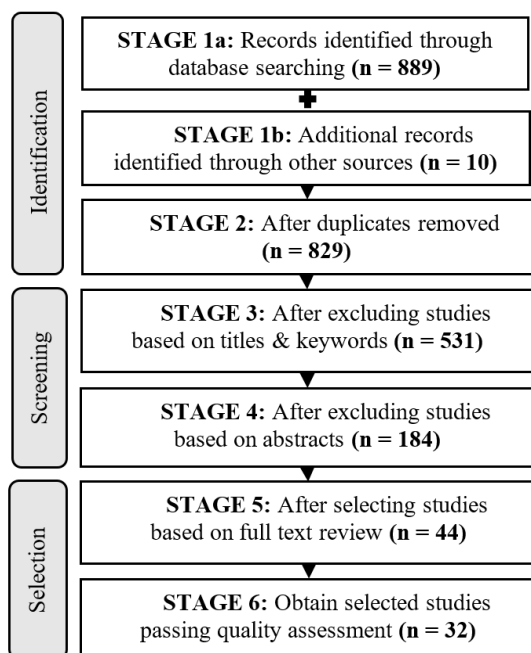 Identification
STAGE 1a: Records identified through
database searching (n = 889)
STAGE 1b: Additional records
identified through other sources (n = 10)
STAGE 2: After duplicates removed
(n = 829)
Screening
STAGE 3: After excluding studies
based on titles & keywords (n = 531)
STAGE 4: After excluding studies
based on abstracts (n = 184)
Selection
STAGE 5: After selecting studies
based on full text review (n = 44)
STAGE 6: Obtain selected studies
passing quality assessment (n = 32)